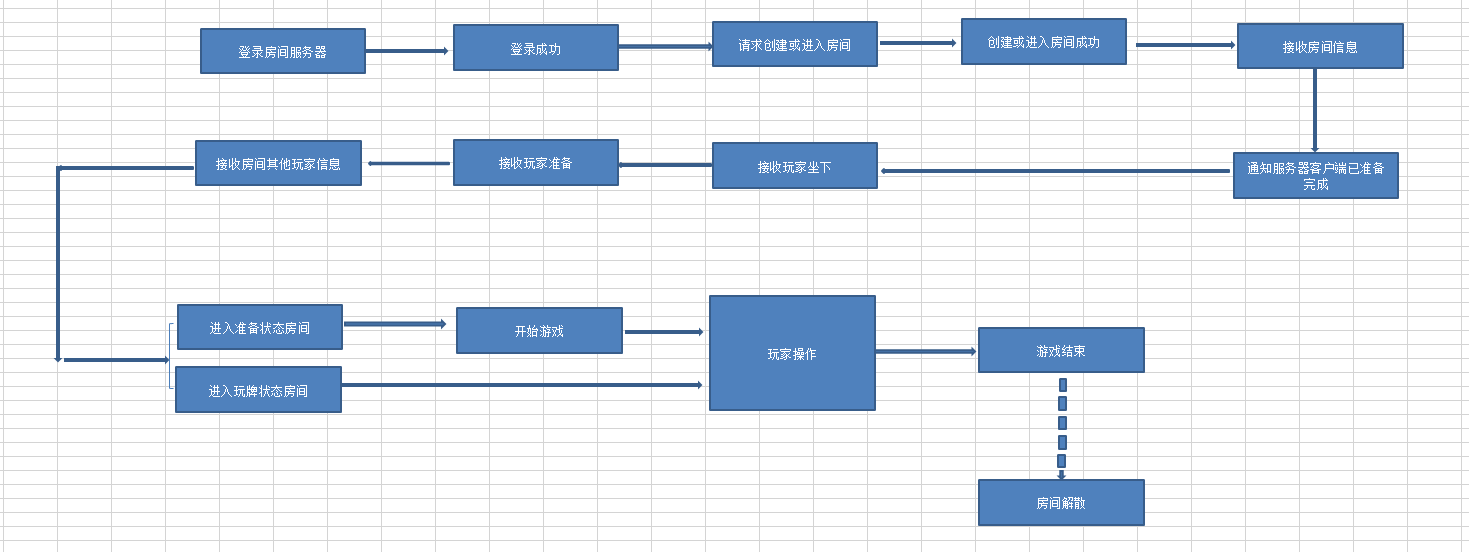 登录房间服务器
登录成功
请求创建或进入房间
创建或进入房间成功
接收房间信息
通知服务器客户端已准备
完成
接收玩家坐下
接收玩家准备
接收房间其他玩家信息
进入准备状态房间
开始游戏
进入玩牌状态房间
玩家操作
游戏结束
房间解散